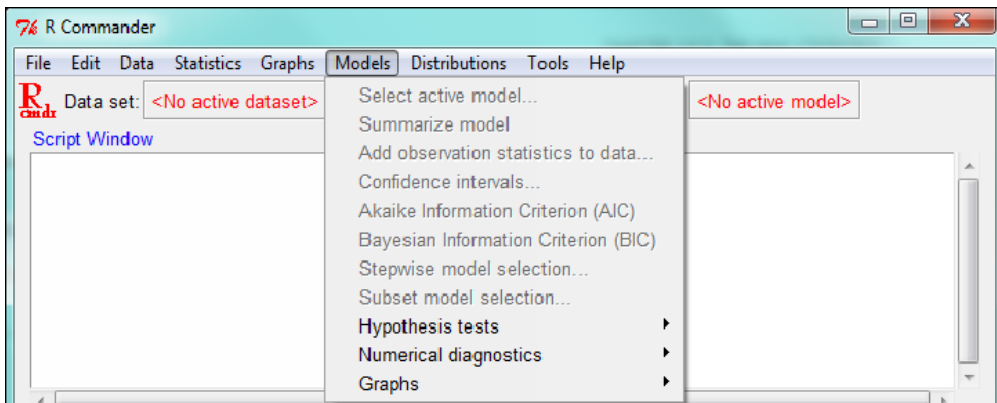 R Commander
File Edit Data Statistics Graphs Models Distributions Tools Help
R cmdr Data set: <No active dataset> <No active model>
Script Window
Select active model...
Summarize model
Add observation statistics to data...
Confidence intervals...
Akaike Information Criterion (AIC)
Bayesian Information Criterion (BIC)
Stepwise model selection...
Subset model selection...
Hypothesis tests
Numerical diagnostics
Graphs